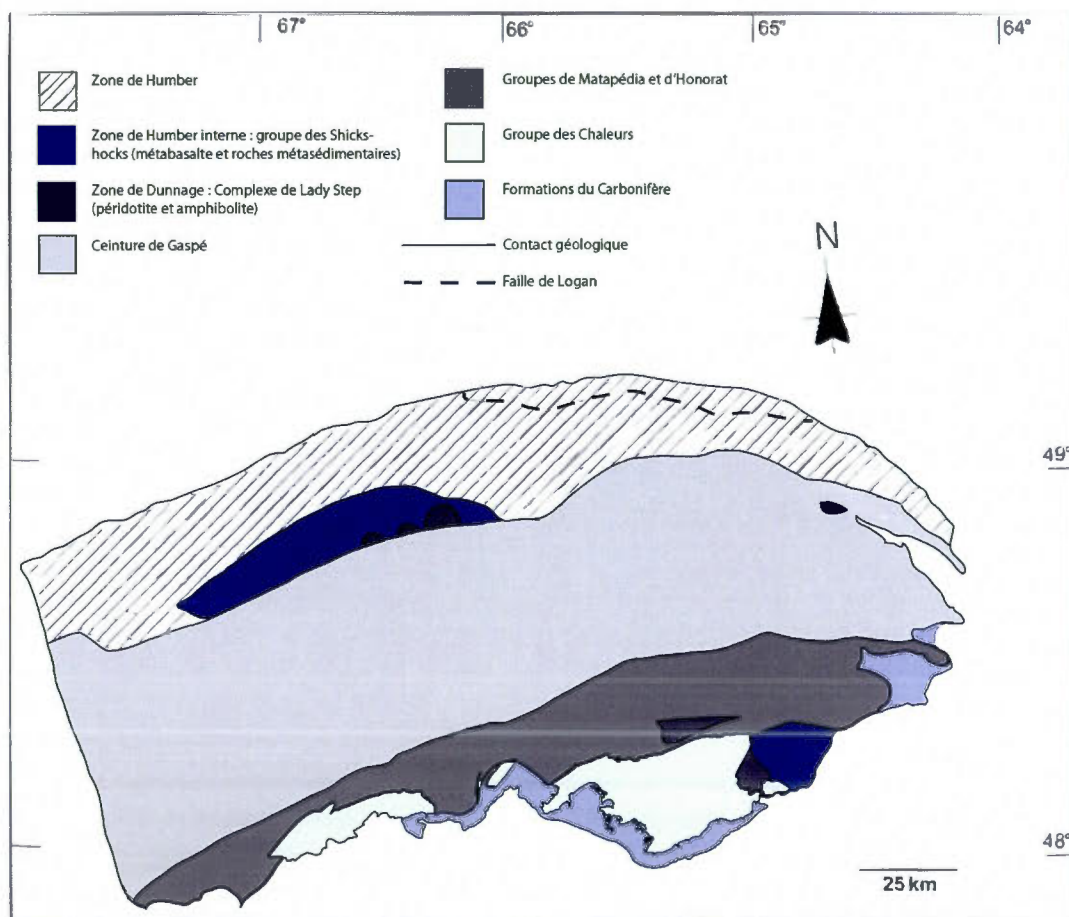 67°
66°
65°
64°
Zone de Humber
Zone de Humber interne : groupe des Shicks-
hocks (métabasalte et roches métasédimentaires)
Zone de Dunnage : Complexe de Lady Step
(péridotite et amphibolite)
Ceinture de Gaspé
Groupes de Matapédia et d'Honorat
Groupe des Chaleurs
Formations du Carbonifère
Contact géologique
Faille de Logan
N
49°
48°
25 km